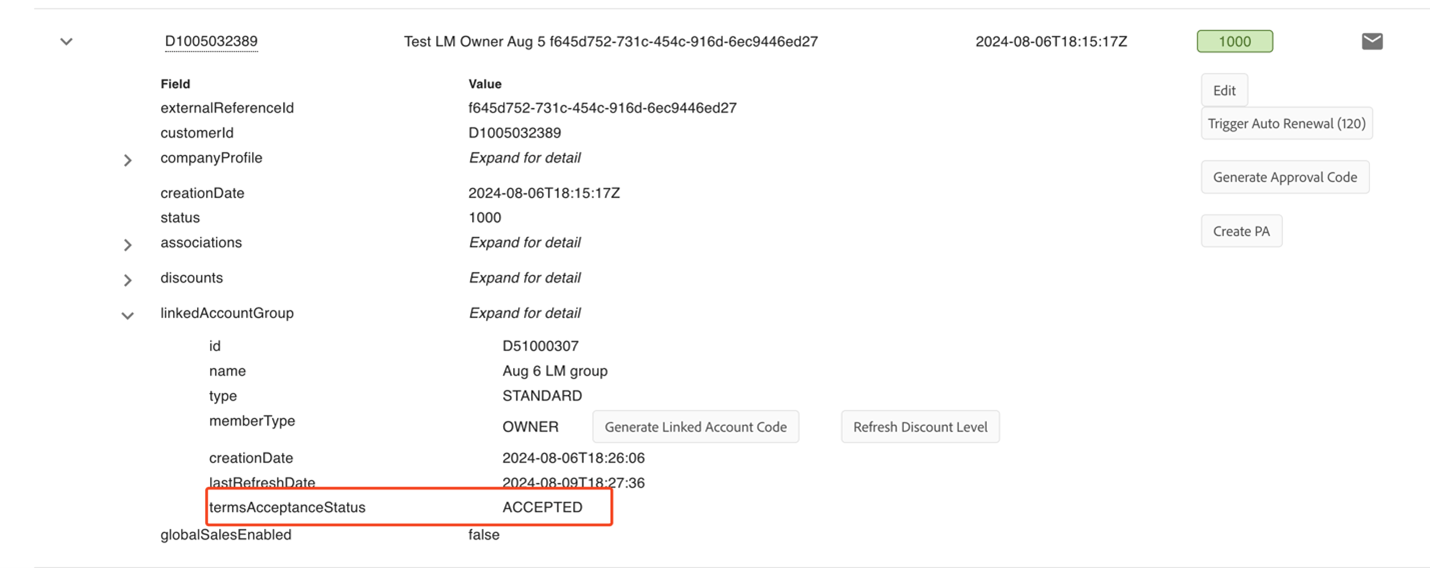 D1005032389 Test LM Owner Aug 5 f645d752-731c-454c-916d-6ec9446ed27 2024-08-06T18:15:17Z 1000
Field Value
Edit
externalReferenceId f645d752-731c-454c-916d-6ec9446ed27
Trigger Auto Renewal (120)
customerId D1005032389
companyProfile Expand for detail
Generate Approval Code
creationDate 2024-08-06T18:15:17Z
status 1000
Create PA
associations Expand for detail
discounts Expand for detail
linkedAccountGroup Expand for detail
id D51000307
name Aug 6 LM group
type STANDARD
memberType OWNER Generate Linked Account Code Refresh Discount Level
creationDate 2024-08-06T18:26:06
lastRefreshDate 2024-08-09T18:27:36
termsAcceptanceStatus ACCEPTED
globalSalesEnabled false